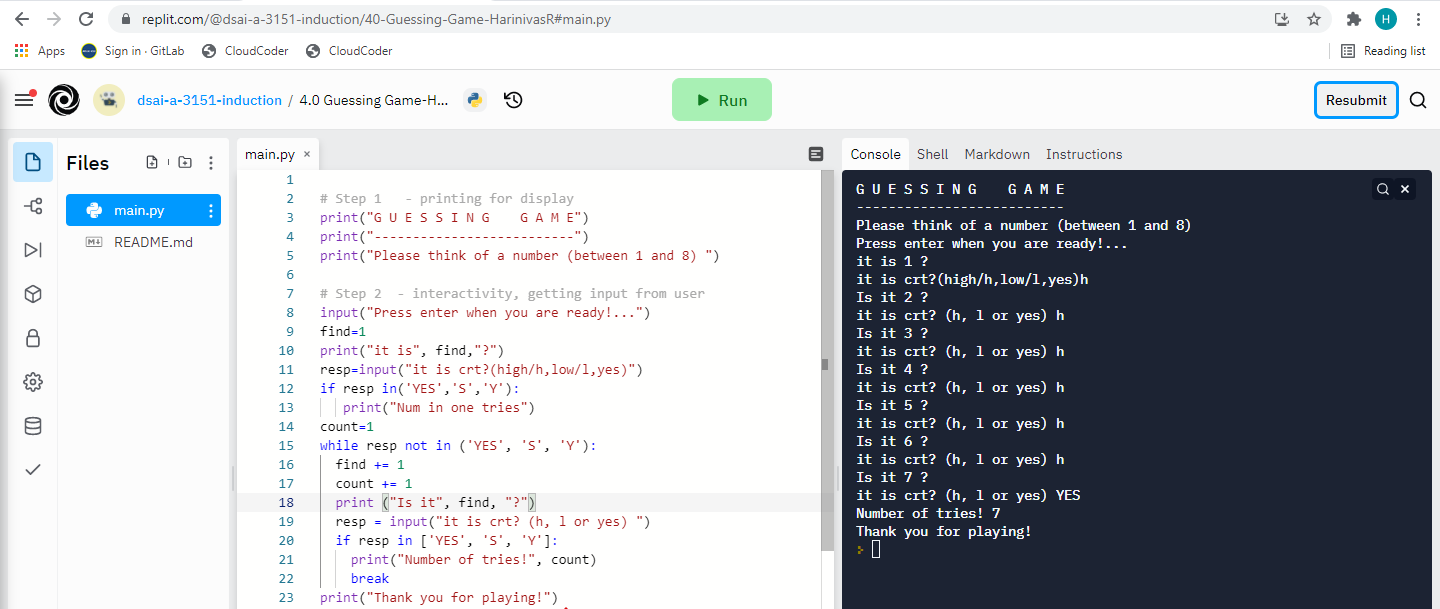 replit.com/@dsai-a-3151-induction/40-Guessing-Game-HarinivasR#main.py
H
Apps Sign in · GitLab CloudCoder CloudCoder Reading list
dsai-a-3151-induction / 4.0 Guessing Game-H... Run Resubmit
Files
main.py
README.md
main.py ×
1
2 # Step 1   - printing for display
3 print("G U E S S I N G    G A M E")
4 print("--------------------------")
5 print("Please think of a number (between 1 and 8) ")
6
7 # Step 2  - interactivity, getting input from user
8 input("Press enter when you are ready!...")
9 find=1
10 print("it is", find,"?")
11 resp=input("it is crt?(high/h,low/l,yes)")
12 if resp in('YES','S','Y'):
13    print("Num in one tries")
14 count=1
15 while resp not in ('YES', 'S', 'Y'):
16   find += 1
17   count += 1
18   print ("Is it", find, "?")
19   resp = input("it is crt? (h, l or yes) ")
20   if resp in ['YES', 'S', 'Y']:
21     print("Number of tries!", count)
22     break
23 print("Thank you for playing!")
Console Shell Markdown Instructions
G U E S S I N G    G A M E
--------------------------
Please think of a number (between 1 and 8)
Press enter when you are ready!...
it is 1 ?
it is crt?(high/h,low/l,yes)h
Is it 2 ?
it is crt? (h, l or yes) h
Is it 3 ?
it is crt? (h, l or yes) h
Is it 4 ?
it is crt? (h, l or yes) h
Is it 5 ?
it is crt? (h, l or yes) h
Is it 6 ?
it is crt? (h, l or yes) h
Is it 7 ?
it is crt? (h, l or yes) YES
Number of tries! 7
Thank you for playing!